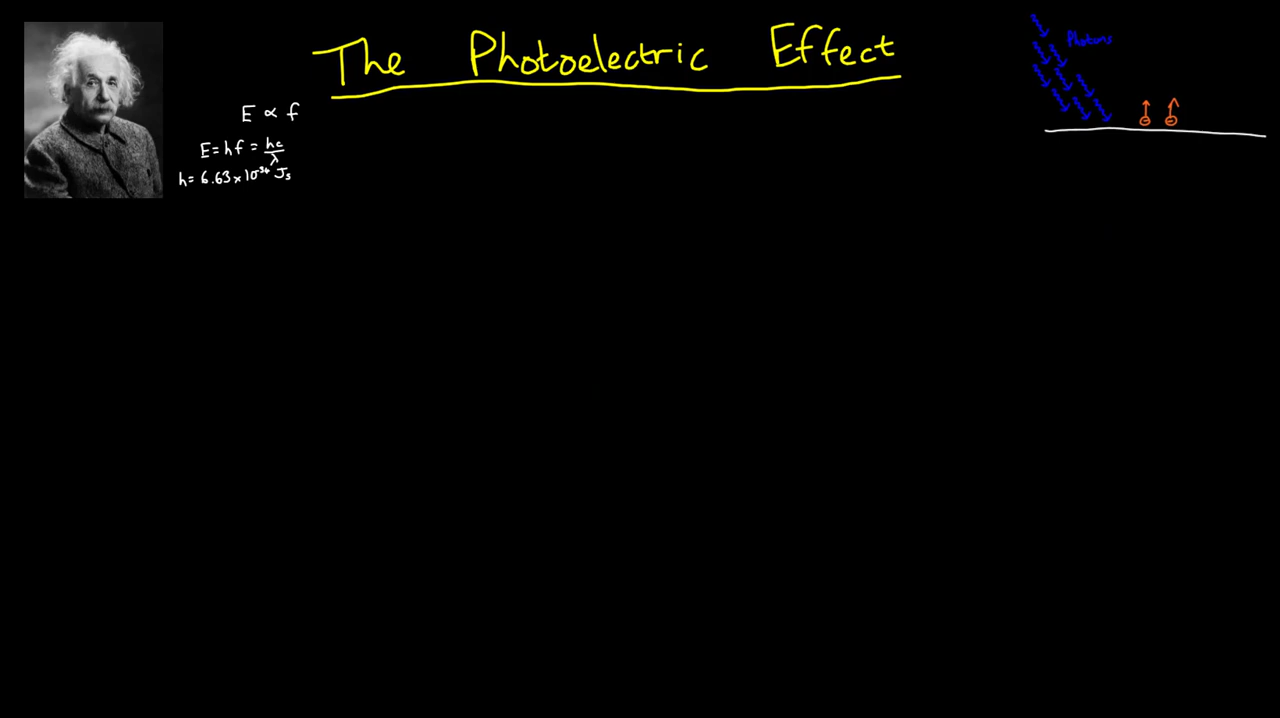 The Photoelectric Effect
Photons
E ∝ f
E = hf = hc/λ
h = 6.63 × 10⁻³⁴ Js